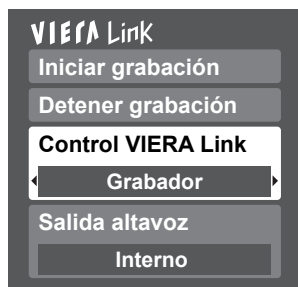 VIERA Link
Iniciar grabación
Detener grabación
Control VIERA Link
Grabador
Salida altavoz
Interno